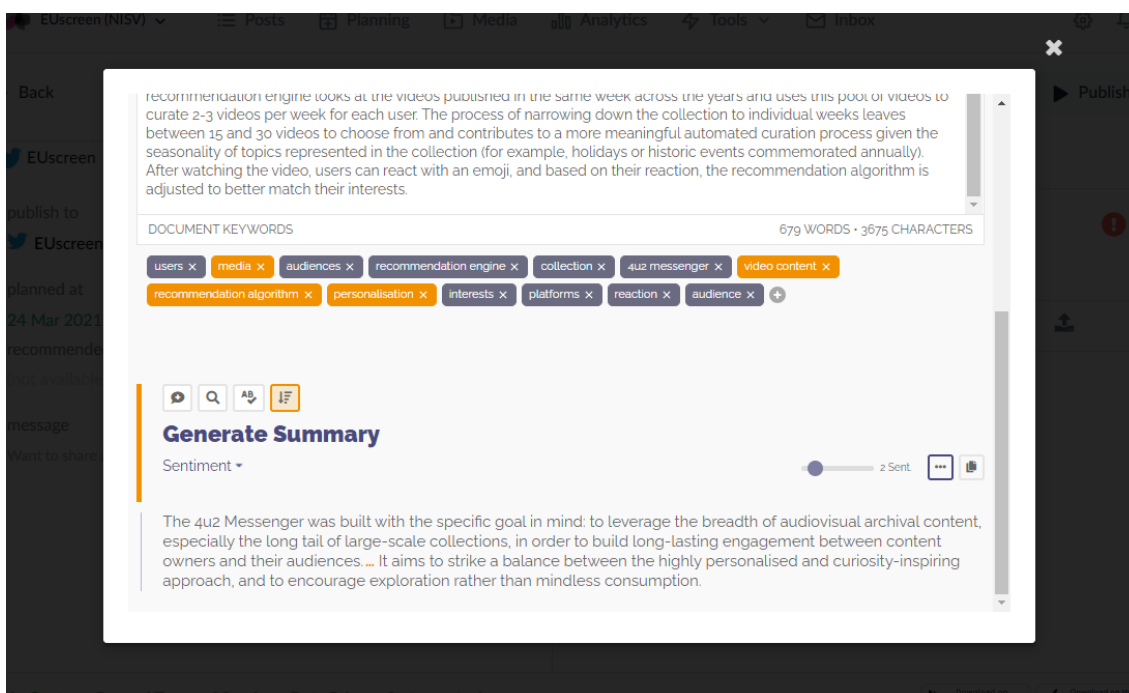 EUscreen (NISV)
Posts
Planning
Media
Analytics
Tools
Inbox
Back
Publish
EUscreen
publish to
EUscreen
planned at
24 Mar 2021
recommende
message
Want to share
recommendation engine looks at the videos published in the same week across the years and uses this pool of videos to
curate 2-3 videos per week for each user. The process of narrowing down the collection to individual weeks leaves
between 15 and 30 videos to choose from and contributes to a more meaningful automated curation process given the
seasonality of topics represented in the collection (for example, holidays or historic events commemorated annually).
After watching the video, users can react with an emoji, and based on their reaction, the recommendation algorithm is
adjusted to better match their interests.
DOCUMENT KEYWORDS
679 WORDS • 3675 CHARACTERS
users × media × audiences × recommendation engine × collection × 4u2 messenger × video content ×
recommendation algorithm × personalisation × interests × platforms × reaction × audience ×
AB
Generate Summary
Sentiment
2 Sent
The 4u2 Messenger was built with the specific goal in mind: to leverage the breadth of audiovisual archival content,
especially the long tail of large-scale collections, in order to build long-lasting engagement between content
owners and their audiences. ... It aims to strike a balance between the highly personalised and curiosity-inspiring
approach, and to encourage exploration rather than mindless consumption.